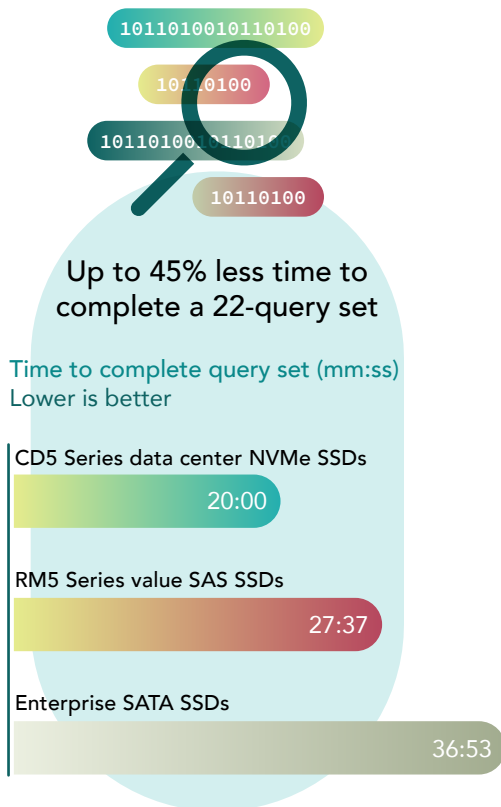 1011010010110100
10110100
1011010010110100
10110100
Up to 45% less time to
complete a 22-query set
Time to complete query set (mm:ss)
Lower is better
CD5 Series data center NVMe SSDs
20:00
RM5 Series value SAS SSDs
27:37
Enterprise SATA SSDs
36:53